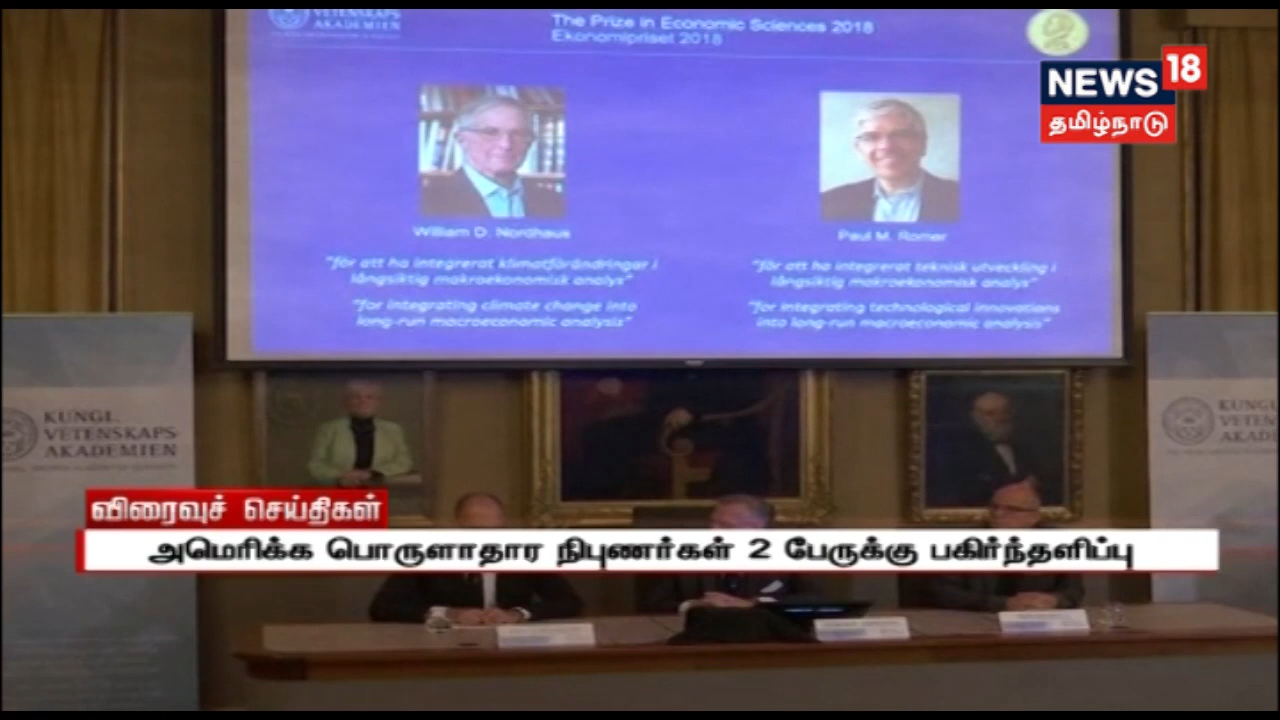 VETENSKAPS
AKADEMIEN
The Prize in Economic Sciences 2018
Ekonomipriset 2018
NEWS 18
தமிழ்நாடு
William D. Nordhaus
Paul M. Romer
"för att ha integrerat klimatförändringar i
långsiktig makroekonomisk analys"
"for integrating climate change into
long-run macroeconomic analysis"
"för att ha integrerat teknisk utveckling i
långsiktig makroekonomisk analys"
"for integrating technological innovations
into long-run macroeconomic analysis"
KUNGL.
VETENSKAPS-
AKADEMIEN
KUNGL
VETEN
AKADE
விரைவுச் செய்திகள்
அமெரிக்க பொருளாதார நிபுணர்கள் 2 பேருக்கு பகிர்ந்தளிப்பு